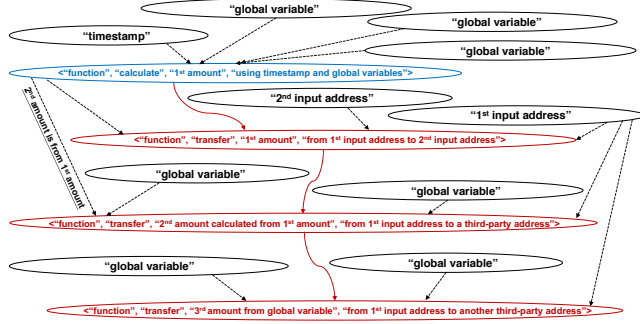 “global variable”
“global variable”
“timestamp”
“global variable”
<“function”, “calculate”, “1st amount”, “using timestamp and global variables”>
2nd amount is from 1st amount
“2nd input address”
“1st input address”
<“function”, “transfer”, “1st amount”, “from 1st input address to 2nd input address”>
“global variable”
“global variable”
<“function”, “transfer”, “2nd amount calculated from 1st amount”, “from 1st input address to a third-party address”>
“global variable”
“global variable”
<“function”, “transfer”, “3rd amount from global variable”, “from 1st input address to another third-party address”>